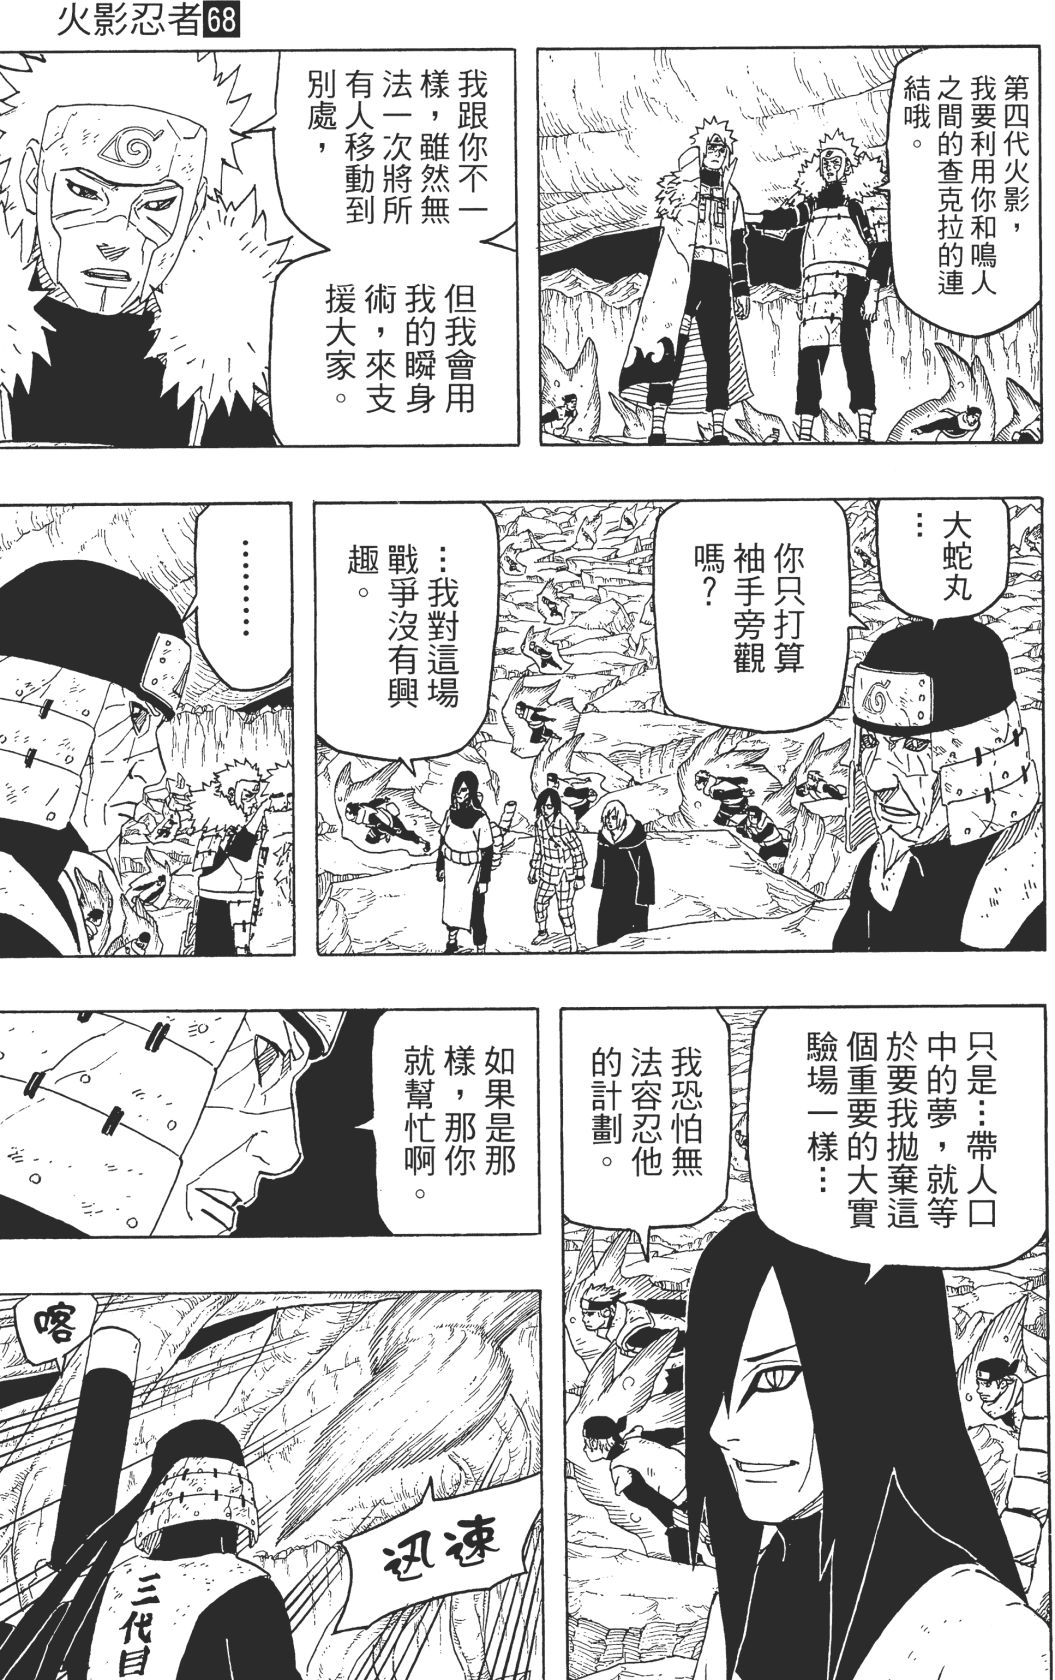 火影忍者68
第四代火影，
我要利用你和鳴人
之間的查克拉的連
結哦。
我跟你不一
樣，雖然無
法一次將所
有人移動到
別處，
但我會用
我的瞬身
術，來支
援大家。
大蛇丸
…
你只打算
袖手旁觀
嗎？
…我對這場
戰爭沒有興
趣。
………
只是…帶人口
中的夢，就等
於要我拋棄這
個重要的大實
驗場一樣…
我恐怕無
法容忍他
的計劃。
如果是那
樣，那你
就幫忙啊。
喀
迅速
三代目